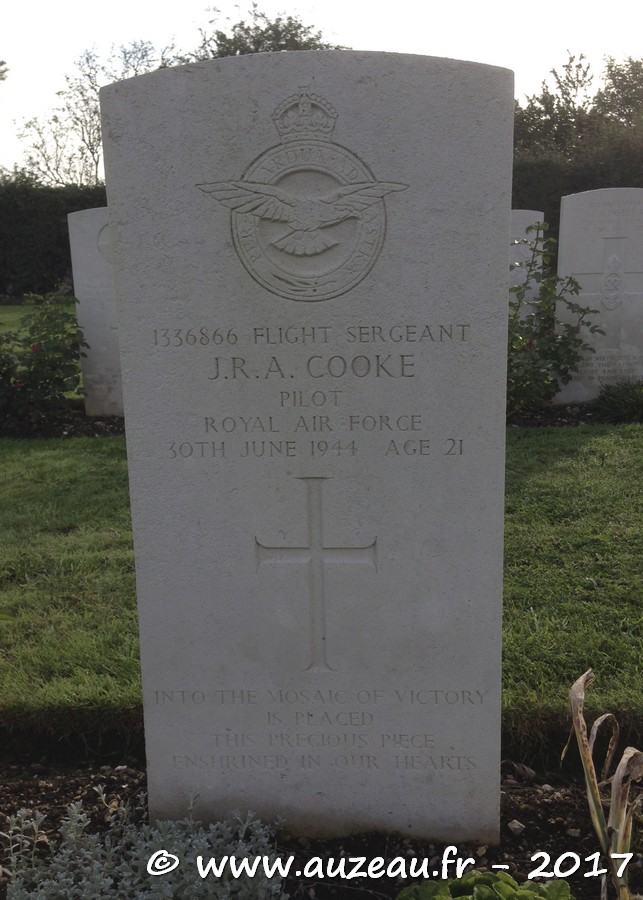 1336866 FLIGHT SERGEANT
J.R.A. COOKE
PILOT
ROYAL AIR FORCE
30TH JUNE 1944 AGE 21
INTO THE MOSAIC OF VICTORY
IS PLACED
THIS PRECIOUS PIECE
ENSHRINED IN OUR HEARTS
© www.auzeau.fr - 2017